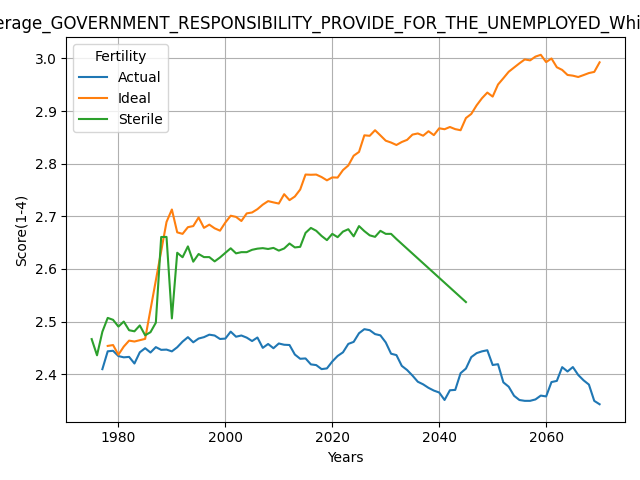 erage_GOVERNMENT_RESPONSIBILITY_PROVIDE_FOR_THE_UNEMPLOYED_Whi
Fertility
Actual
Ideal
Sterile
Score(1-4)
3.0
2.9
2.8
2.7
2.6
2.5
2.4
1980 2000 2020 2040 2060
Years